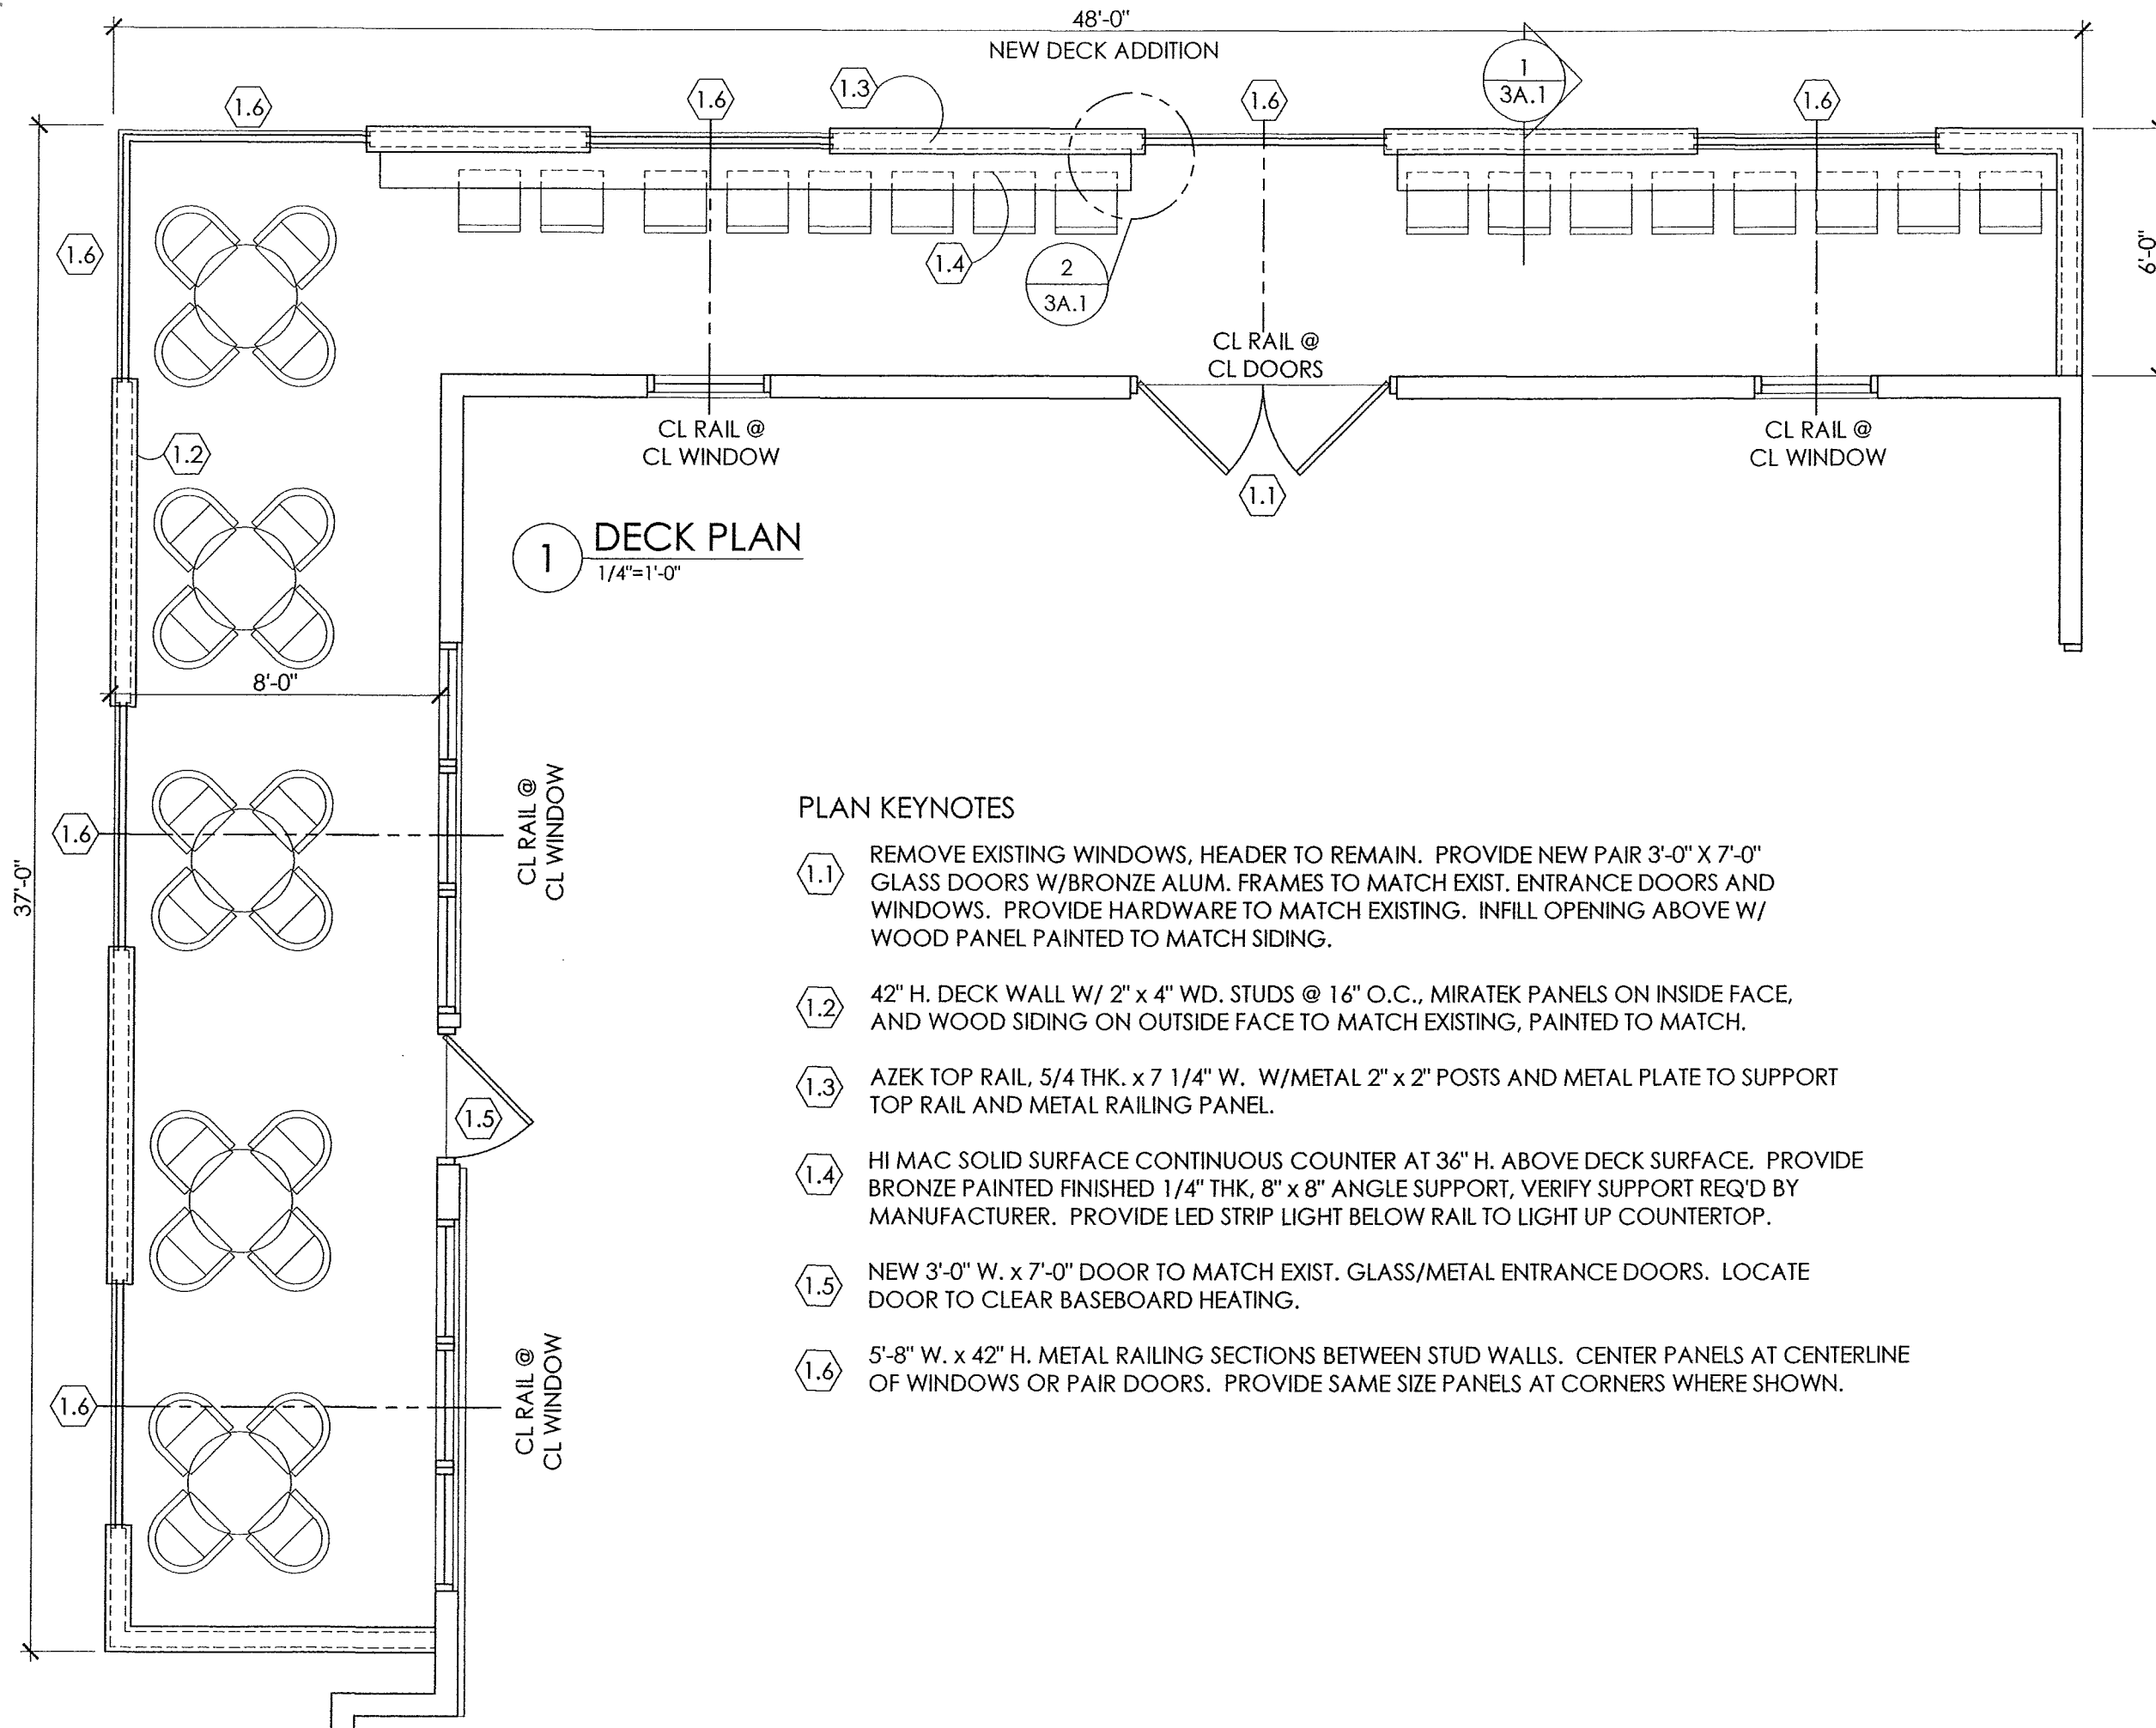 48'-0"
NEW DECK ADDITION
1.6
1.6
1.3
1.6
1
3A.1
1.6
1.6
1.4
2
3A.1
6'-0"
CL RAIL @
CL DOORS
CL RAIL @
CL WINDOW
CL RAIL @
CL WINDOW
1.2
1.1
1
DECK PLAN
1/4"=1'-0"
8'-0"
37'-0"
1.6
CL RAIL @
CL WINDOW
1.5
1.6
CL RAIL @
CL WINDOW
PLAN KEYNOTES
1.1
REMOVE EXISTING WINDOWS, HEADER TO REMAIN. PROVIDE NEW PAIR 3'-0" X 7'-0"
GLASS DOORS W/BRONZE ALUM. FRAMES TO MATCH EXIST. ENTRANCE DOORS AND
WINDOWS. PROVIDE HARDWARE TO MATCH EXISTING. INFILL OPENING ABOVE W/
WOOD PANEL PAINTED TO MATCH SIDING.
1.2
42" H. DECK WALL W/ 2" x 4" WD. STUDS @ 16" O.C., MIRATEK PANELS ON INSIDE FACE,
AND WOOD SIDING ON OUTSIDE FACE TO MATCH EXISTING, PAINTED TO MATCH.
1.3
AZEK TOP RAIL, 5/4 THK. x 7 1/4" W. W/METAL 2" x 2" POSTS AND METAL PLATE TO SUPPORT
TOP RAIL AND METAL RAILING PANEL.
1.4
HI MAC SOLID SURFACE CONTINUOUS COUNTER AT 36" H. ABOVE DECK SURFACE. PROVIDE
BRONZE PAINTED FINISHED 1/4" THK, 8" x 8" ANGLE SUPPORT, VERIFY SUPPORT REQ'D BY
MANUFACTURER. PROVIDE LED STRIP LIGHT BELOW RAIL TO LIGHT UP COUNTERTOP.
1.5
NEW 3'-0" W. x 7'-0" DOOR TO MATCH EXIST. GLASS/METAL ENTRANCE DOORS. LOCATE
DOOR TO CLEAR BASEBOARD HEATING.
1.6
5'-8" W. x 42" H. METAL RAILING SECTIONS BETWEEN STUD WALLS. CENTER PANELS AT CENTERLINE
OF WINDOWS OR PAIR DOORS. PROVIDE SAME SIZE PANELS AT CORNERS WHERE SHOWN.